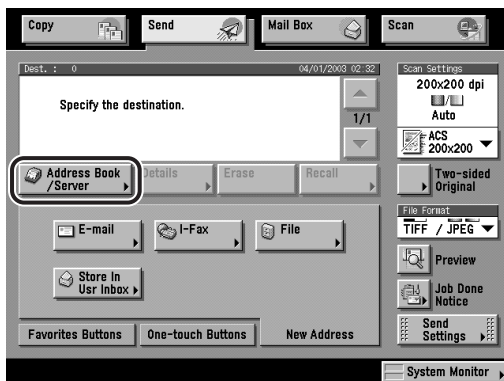 Copy
Send
Mail Box
Scan
Dest. : 0
04/01/2003 02:32
Specify the destination.
1/1
Address Book
/Server
Details
Erase
Recall
E-mail
I-Fax
File
Store In
Usr Inbox
Favorites Buttons
One-touch Buttons
New Address
Scan Settings
200x200 dpi
Auto
ACS
200x200
Two-sided
Original
File Format
TIFF / JPEG
Preview
Job Done
Notice
Send
Settings
System Monitor